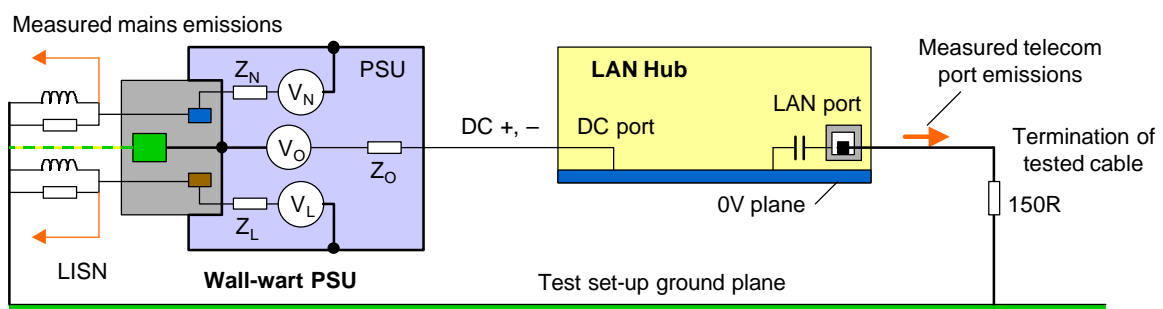 Measured mains emissions
Z_N
V_N
PSU
LAN Hub
Measured telecom
port emissions
LAN port
DC +, –
DC port
V_O
Z_O
Termination of
tested cable
Z_L
V_L
0V plane
150R
LISN
Wall-wart PSU
Test set-up ground plane